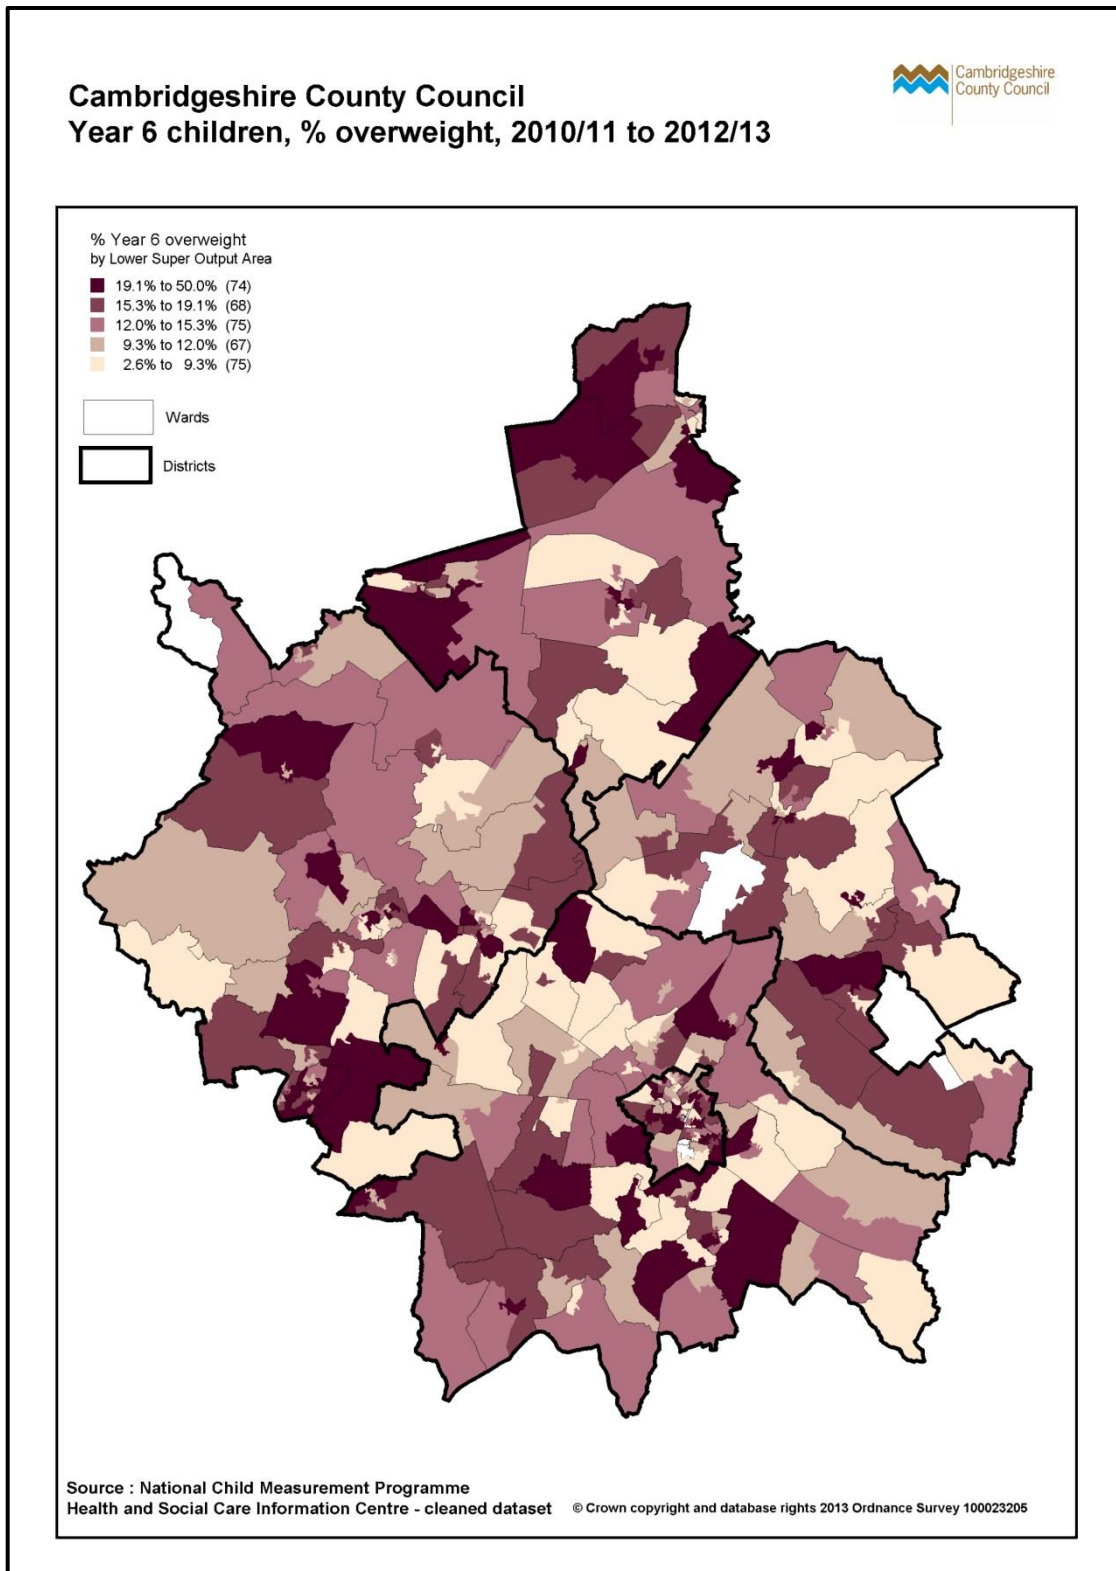 Cambridgeshire County Council
Year 6 children, % overweight, 2010/11 to 2012/13
Cambridgeshire
County Council
% Year 6 overweight
by Lower Super Output Area
19.1% to 50.0% (74)
15.3% to 19.1% (68)
12.0% to 15.3% (75)
9.3% to 12.0% (67)
2.6% to 9.3% (75)
Wards
Districts
Source : National Child Measurement Programme
Health and Social Care Information Centre - cleaned dataset © Crown copyright and database rights 2013 Ordnance Survey 100023205